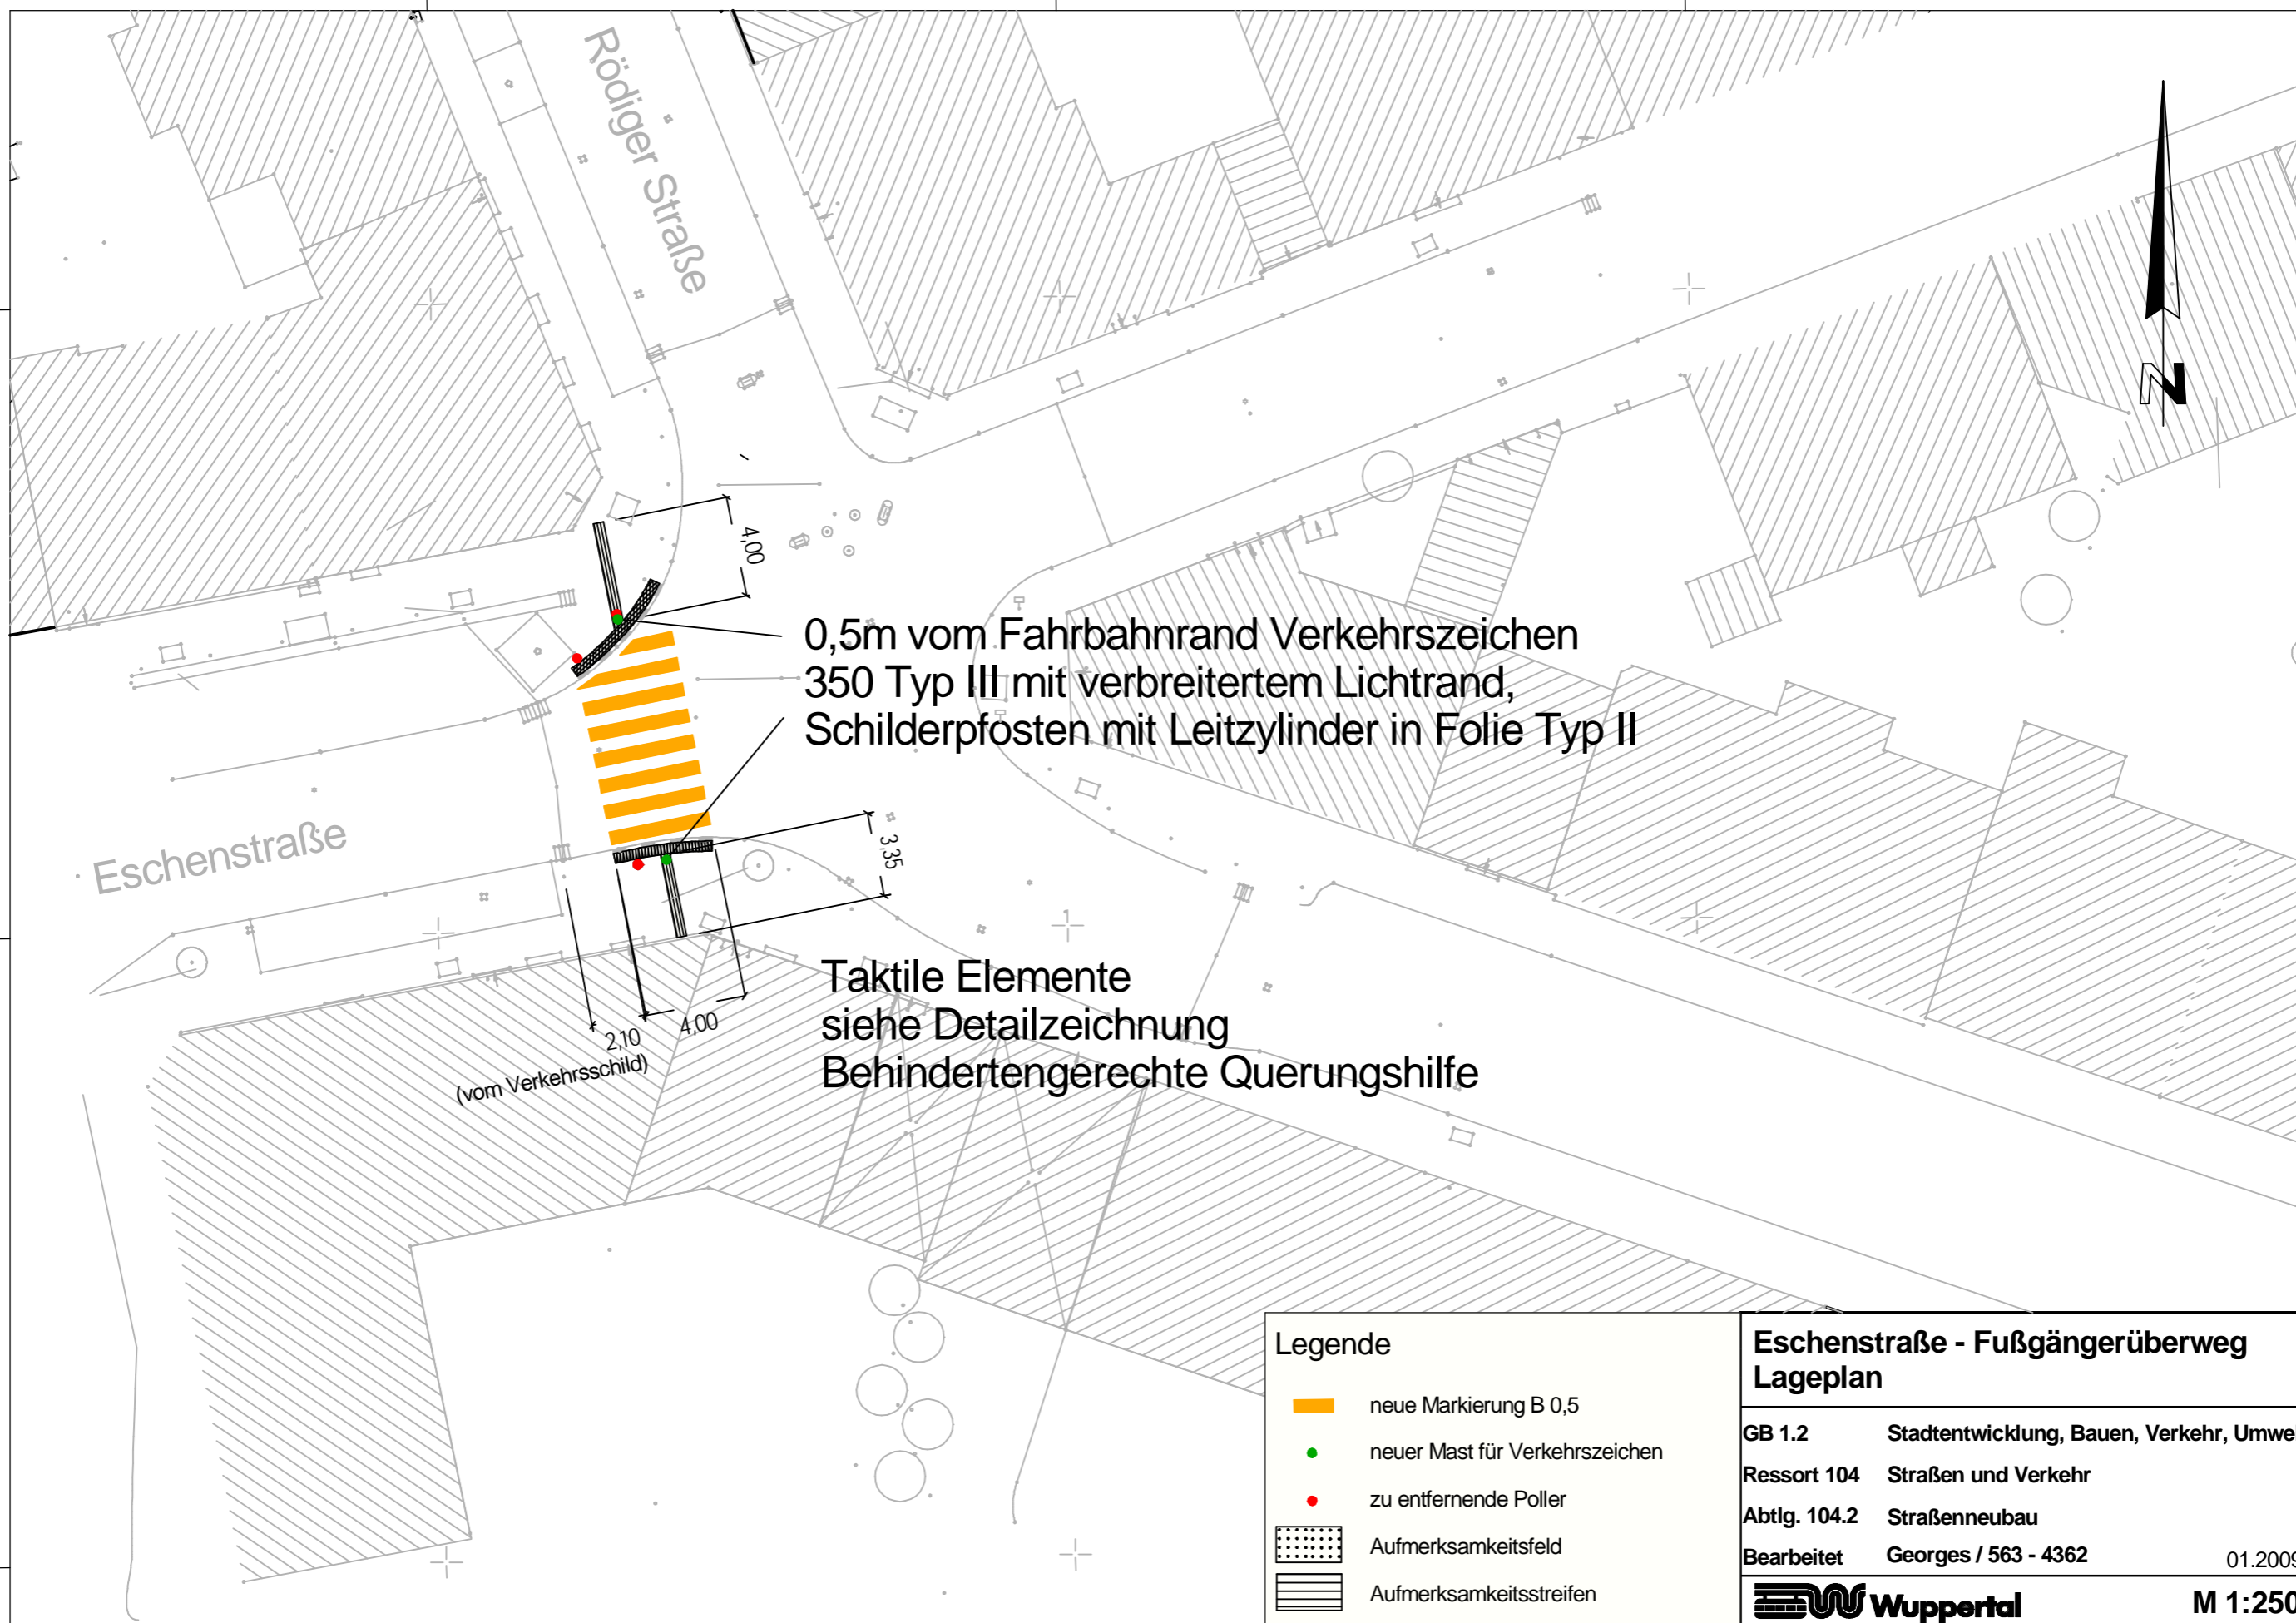 Rödiger Straße
N
4,00
0,5m vom Fahrbahnrand Verkehrszeichen
350 Typ III mit verbreitertem Lichtrand,
Schilderpfosten mit Leitzylinder in Folie Typ II
Eschenstraße
3,35
Taktile Elemente
siehe Detailzeichnung
Behindertengerechte Querungshilfe
2,10
4,00
(vom Verkehrsschild)
Legende
neue Markierung B 0,5
neuer Mast für Verkehrszeichen
zu entfernende Poller
Aufmerksamkeitsfeld
Aufmerksamkeitsstreifen
Eschenstraße - Fußgängerüberweg
Lageplan
GB 1.2 Stadtentwicklung, Bauen, Verkehr, Umwe
Ressort 104 Straßen und Verkehr
Abtlg. 104.2 Straßenneubau
Bearbeitet Georges / 563 - 4362 01.2009
Wuppertal M 1:250